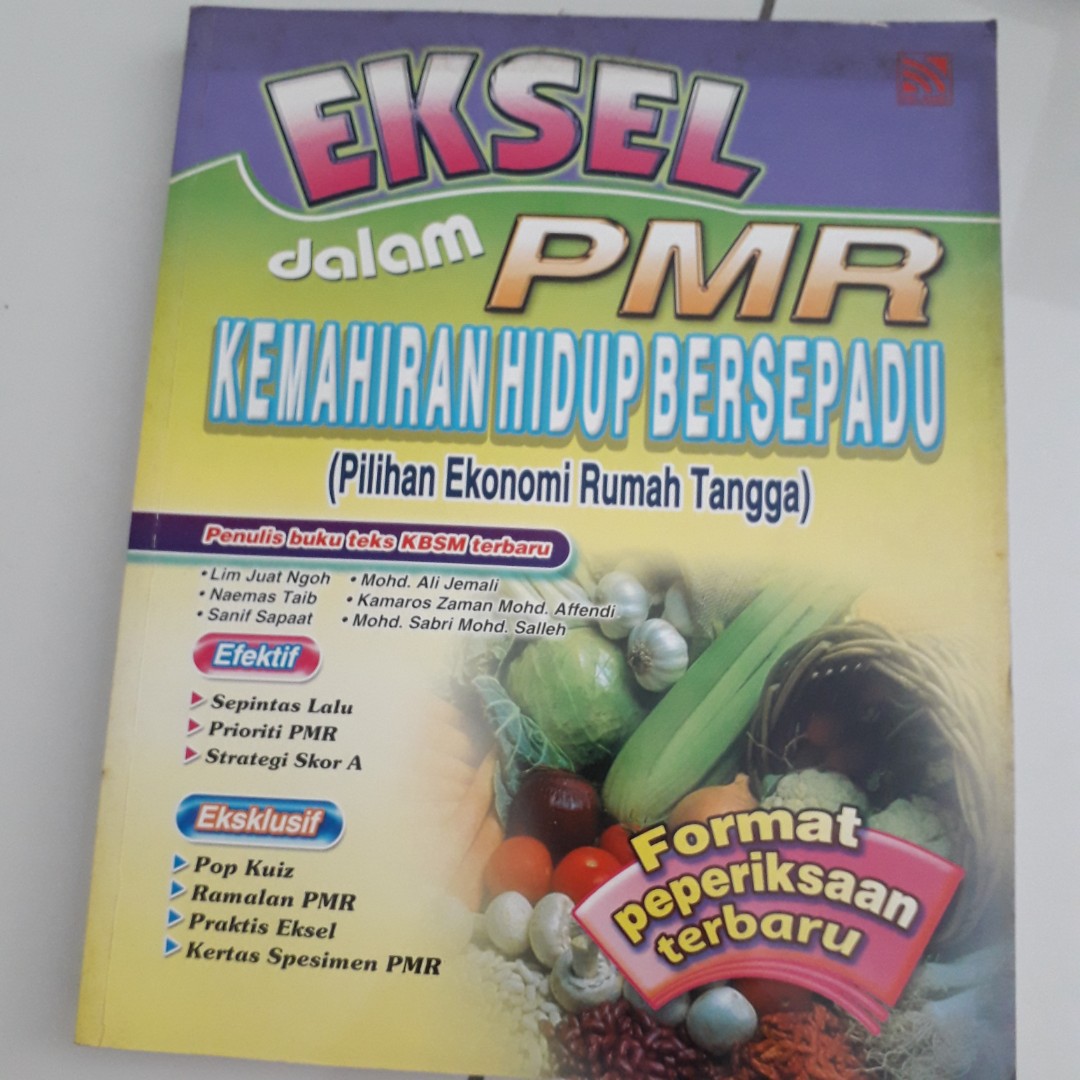 EKSEL
dalam PMR
KEMAHIRAN HIDUP BERSEPADU
(Pilihan Ekonomi Rumah Tangga)
Penulis buku teks KBSM terbaru
• Lim Juat Ngoh • Mohd. Ali Jemali
• Naemas Taib • Kamaros Zaman Mohd. Affendi
• Sanif Sapaat • Mohd. Sabri Mohd. Salleh
Efektif
Sepintas Lalu
Prioriti PMR
Strategi Skor A
Eksklusif
Pop Kuiz
Ramalan PMR
Praktis Eksel
Kertas Spesimen PMR
Format
peperiksaan
terbaru